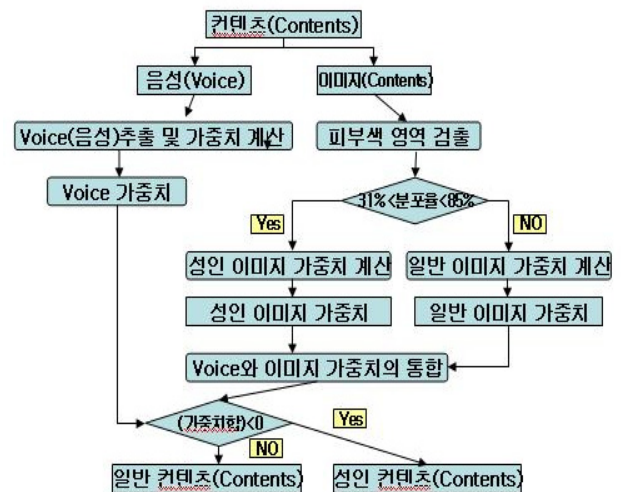 컨텐츠(Contents)
음성(Voice)
이미지(Contents)
Voice(음성)추출 및 가중치 계산
피부색 영역 검출
Voice 가중치
31%<분포율<85%
Yes
NO
성인 이미지 가중치 계산
일반 이미지 가중치 계산
성인 이미지 가중치
일반 이미지 가중치
Voice와 이미지 가중치의 통합
(가중치합)<0
Yes
NO
일반 컨텐츠(Contents)
성인 컨텐츠(Contents)